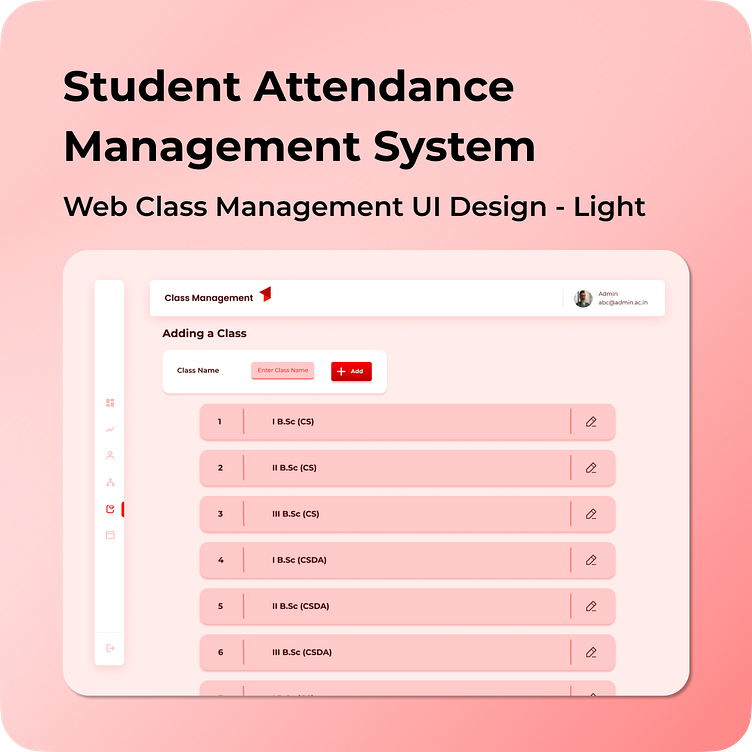 Student Attendance
Management System
Web Class Management UI Design - Light
Class Management
Admin
abc@admin.ac.in
Adding a Class
Class Name
Enter Class Name
Add
1 I B.Sc (CS)
2 II B.Sc (CS)
3 III B.Sc (CS)
4 I B.Sc (CSDA)
5 II B.Sc (CSDA)
6 III B.Sc (CSDA)